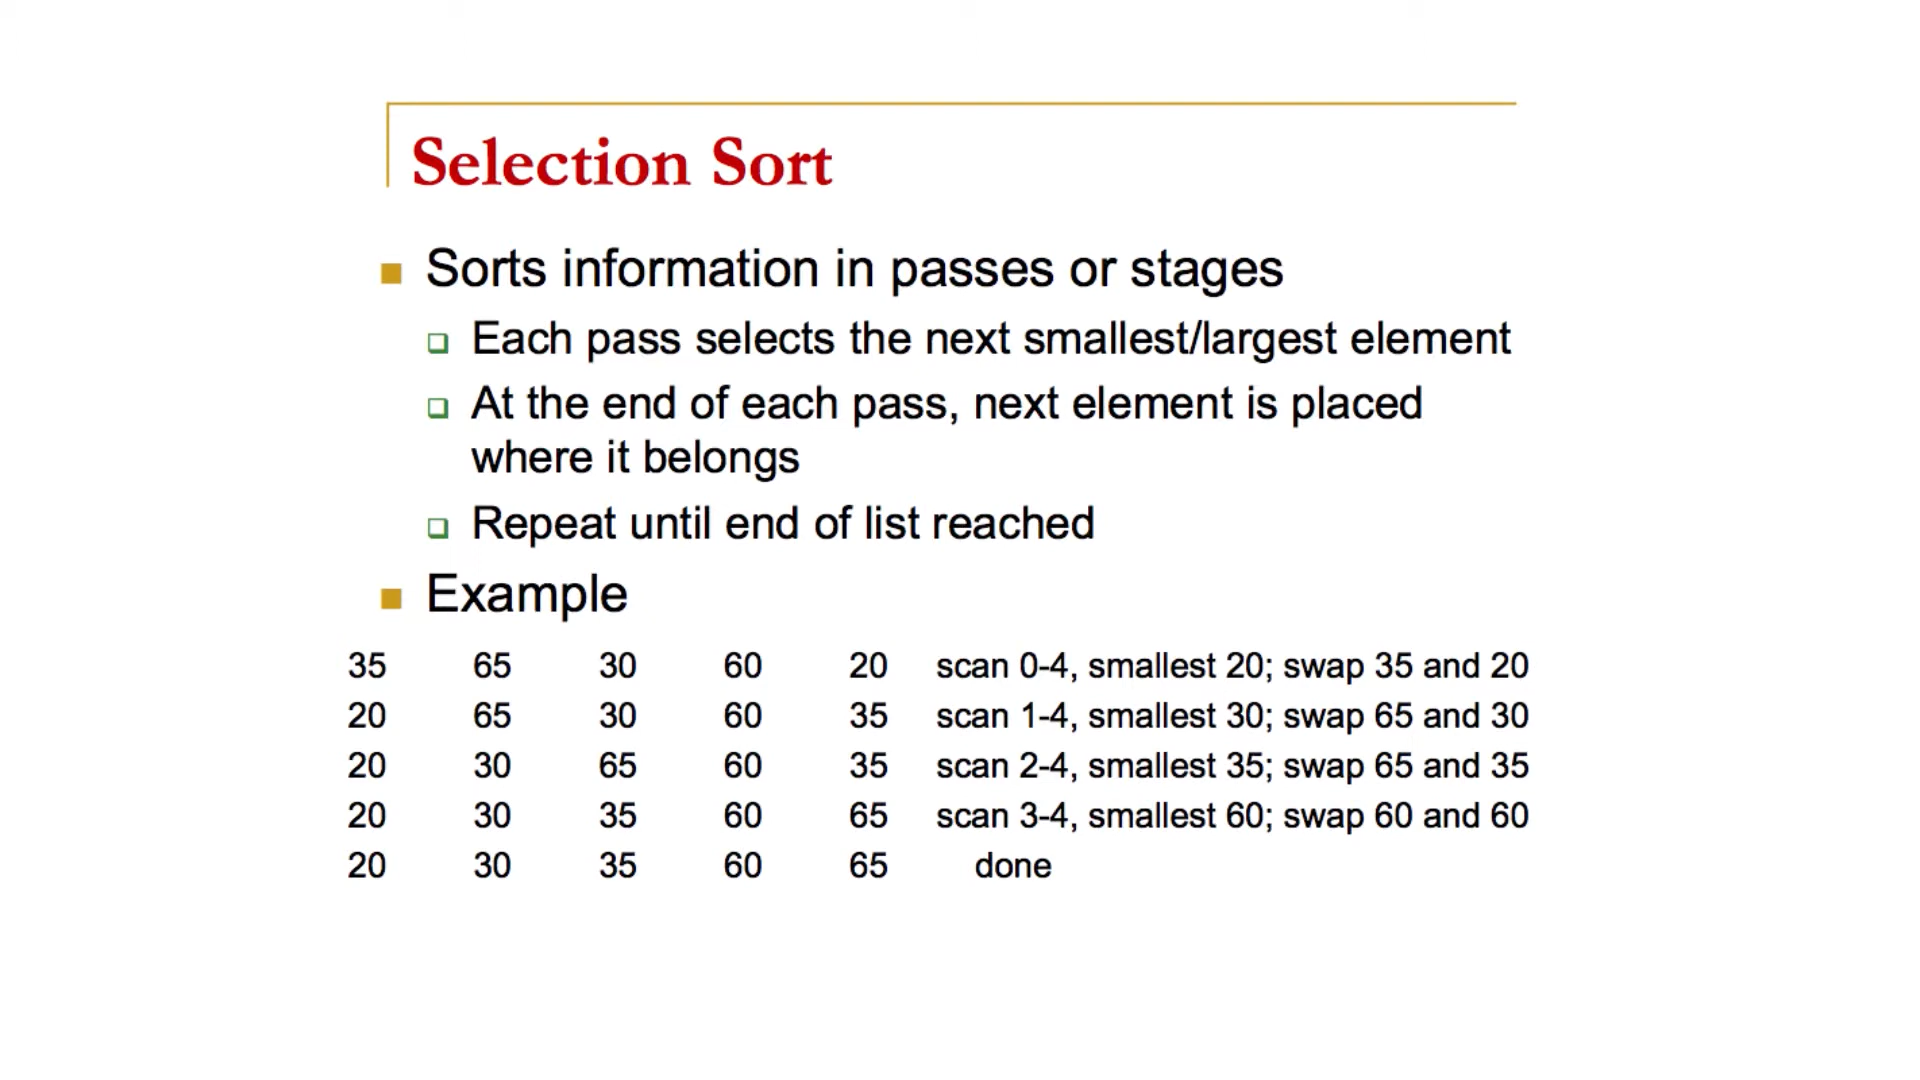 Selection Sort
Sorts information in passes or stages
Each pass selects the next smallest/largest element
At the end of each pass, next element is placed
where it belongs
Repeat until end of list reached
Example
35 65 30 60 20 scan 0-4, smallest 20; swap 35 and 20
20 65 30 60 35 scan 1-4, smallest 30; swap 65 and 30
20 30 65 60 35 scan 2-4, smallest 35; swap 65 and 35
20 30 35 60 65 scan 3-4, smallest 60; swap 60 and 60
20 30 35 60 65 done